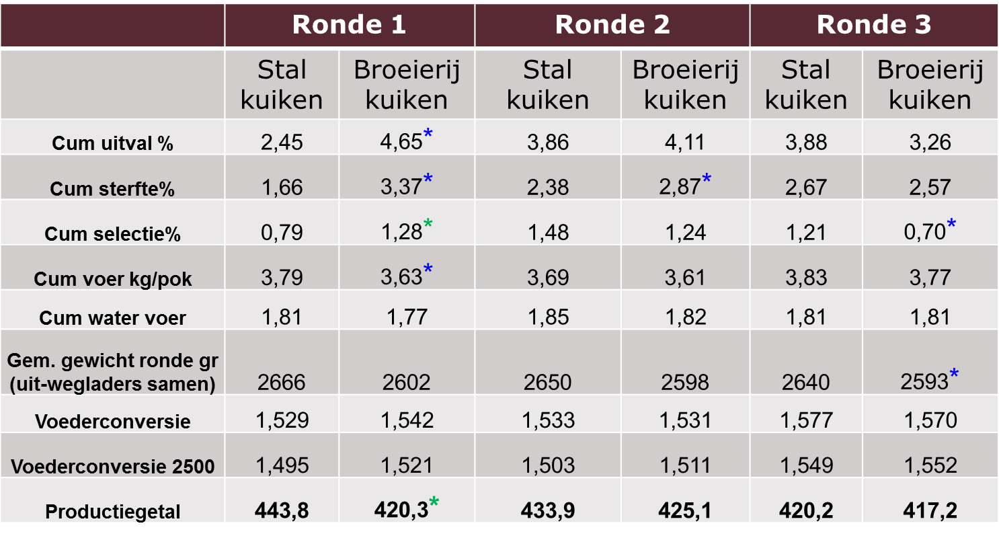 Ronde 1 Ronde 2 Ronde 3
Stal Broeierij Stal Broeierij Stal Broeierij
kuiken kuiken kuiken kuiken kuiken kuiken
Cum uitval % 2,45 4,65* 3,86 4,11 3,88 3,26
Cum sterfte% 1,66 3,37* 2,38 2,87* 2,67 2,57
Cum selectie% 0,79 1,28* 1,48 1,24 1,21 0,70*
Cum voer kg/pok 3,79 3,63* 3,69 3,61 3,83 3,77
Cum water voer 1,81 1,77 1,85 1,82 1,81 1,81
Gem. gewicht ronde gr
(uit-wegladers samen) 2666 2602 2650 2598 2640 2593*
Voederconversie 1,529 1,542 1,533 1,531 1,577 1,570
Voederconversie 2500 1,495 1,521 1,503 1,511 1,549 1,552
Productiegetal 443,8 420,3* 433,9 425,1 420,2 417,2